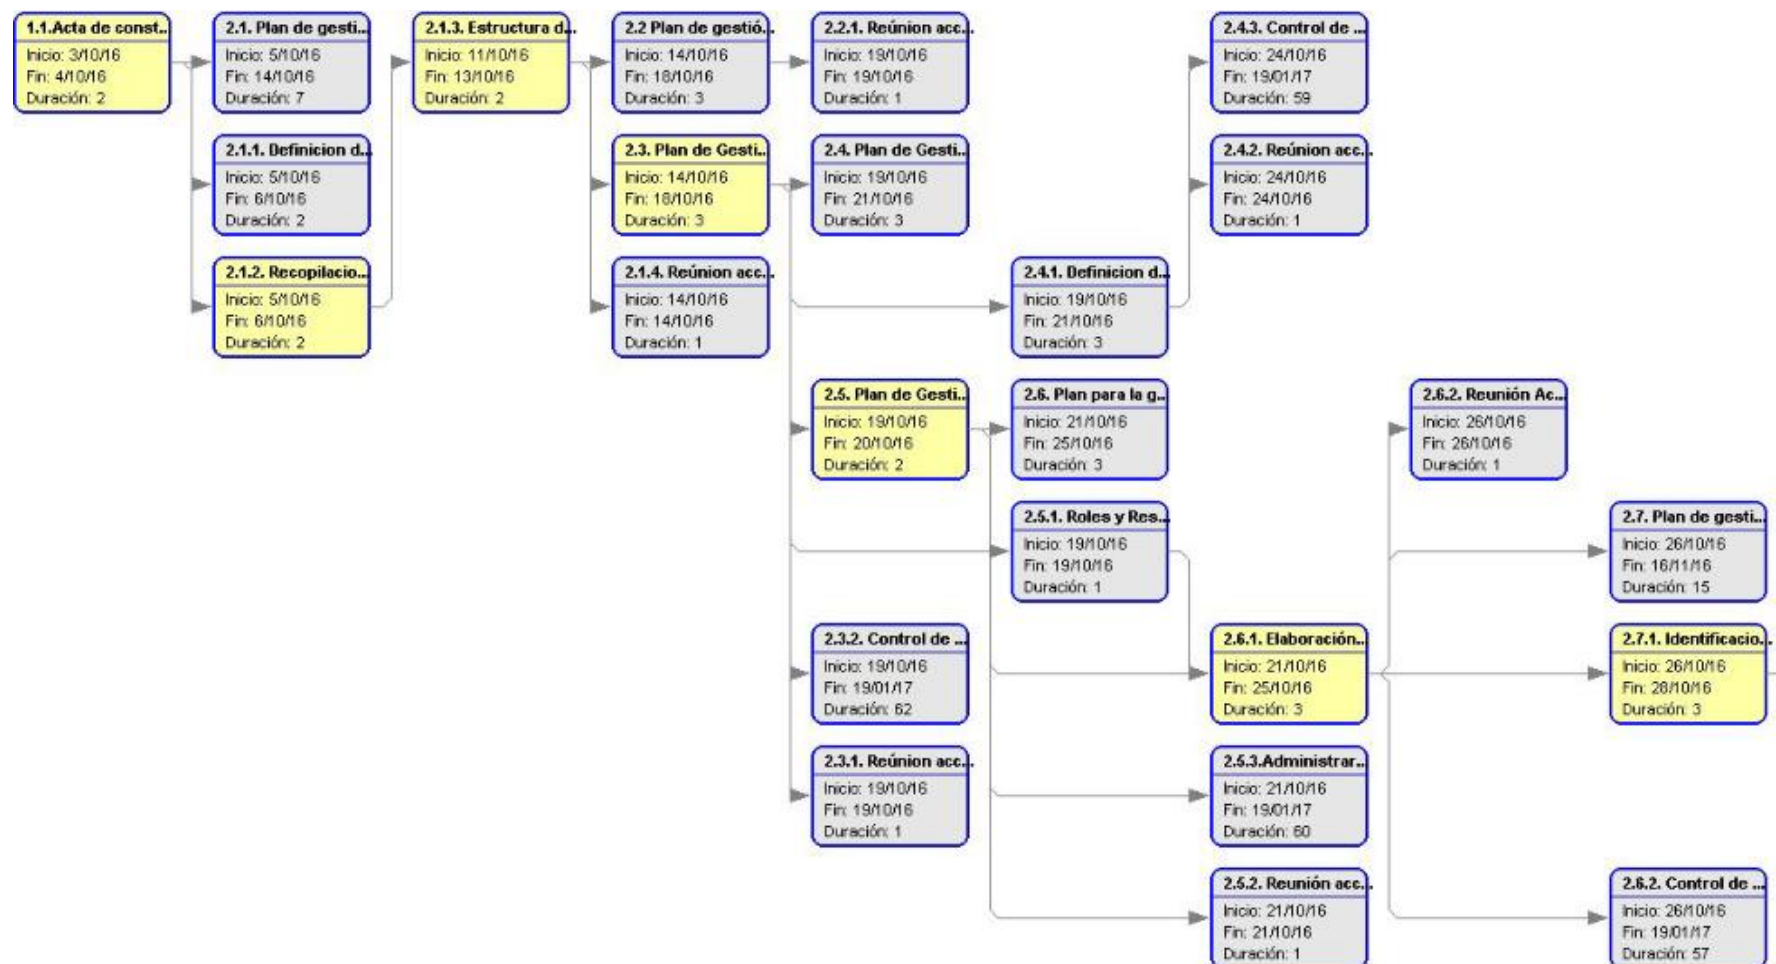 1.1.Acta de const...
Inicio: 3/10/16
Fin: 4/10/16
Duración: 2
2.1. Plan de gesti...
Inicio: 5/10/16
Fin: 14/10/16
Duración: 7
2.1.3. Estructura d...
Inicio: 11/10/16
Fin: 13/10/16
Duración: 2
2.2 Plan de gestió...
Inicio: 14/10/16
Fin: 18/10/16
Duración: 3
2.2.1. Reúnion acc...
Inicio: 19/10/16
Fin: 19/10/16
Duración: 1
2.4.3. Control de ...
Inicio: 24/10/16
Fin: 19/01/17
Duración: 59
2.1.1. Definicion d...
Inicio: 5/10/16
Fin: 6/10/16
Duración: 2
2.3. Plan de Gesti...
Inicio: 14/10/16
Fin: 18/10/16
Duración: 3
2.4. Plan de Gesti...
Inicio: 19/10/16
Fin: 21/10/16
Duración: 3
2.4.2. Reúnion acc...
Inicio: 24/10/16
Fin: 24/10/16
Duración: 1
2.1.2. Recopilacio...
Inicio: 5/10/16
Fin: 6/10/16
Duración: 2
2.1.4. Reúnion acc...
Inicio: 14/10/16
Fin: 14/10/16
Duración: 1
2.4.1. Definicion d...
Inicio: 19/10/16
Fin: 21/10/16
Duración: 3
2.5. Plan de Gesti...
Inicio: 19/10/16
Fin: 20/10/16
Duración: 2
2.6. Plan para la g...
Inicio: 21/10/16
Fin: 25/10/16
Duración: 3
2.6.2. Reunión Ac...
Inicio: 26/10/16
Fin: 26/10/16
Duración: 1
2.5.1. Roles y Res...
Inicio: 19/10/16
Fin: 19/10/16
Duración: 1
2.7. Plan de gesti...
Inicio: 26/10/16
Fin: 16/11/16
Duración: 15
2.3.2. Control de ...
Inicio: 19/10/16
Fin: 19/01/17
Duración: 62
2.6.1. Elaboración...
Inicio: 21/10/16
Fin: 25/10/16
Duración: 3
2.7.1. Identificacio...
Inicio: 26/10/16
Fin: 28/10/16
Duración: 3
2.3.1. Reúnion acc...
Inicio: 19/10/16
Fin: 19/10/16
Duración: 1
2.5.3.Administrar...
Inicio: 21/10/16
Fin: 19/01/17
Duración: 60
2.5.2. Reunión acc...
Inicio: 21/10/16
Fin: 21/10/16
Duración: 1
2.6.2. Control de ...
Inicio: 26/10/16
Fin: 19/01/17
Duración: 57